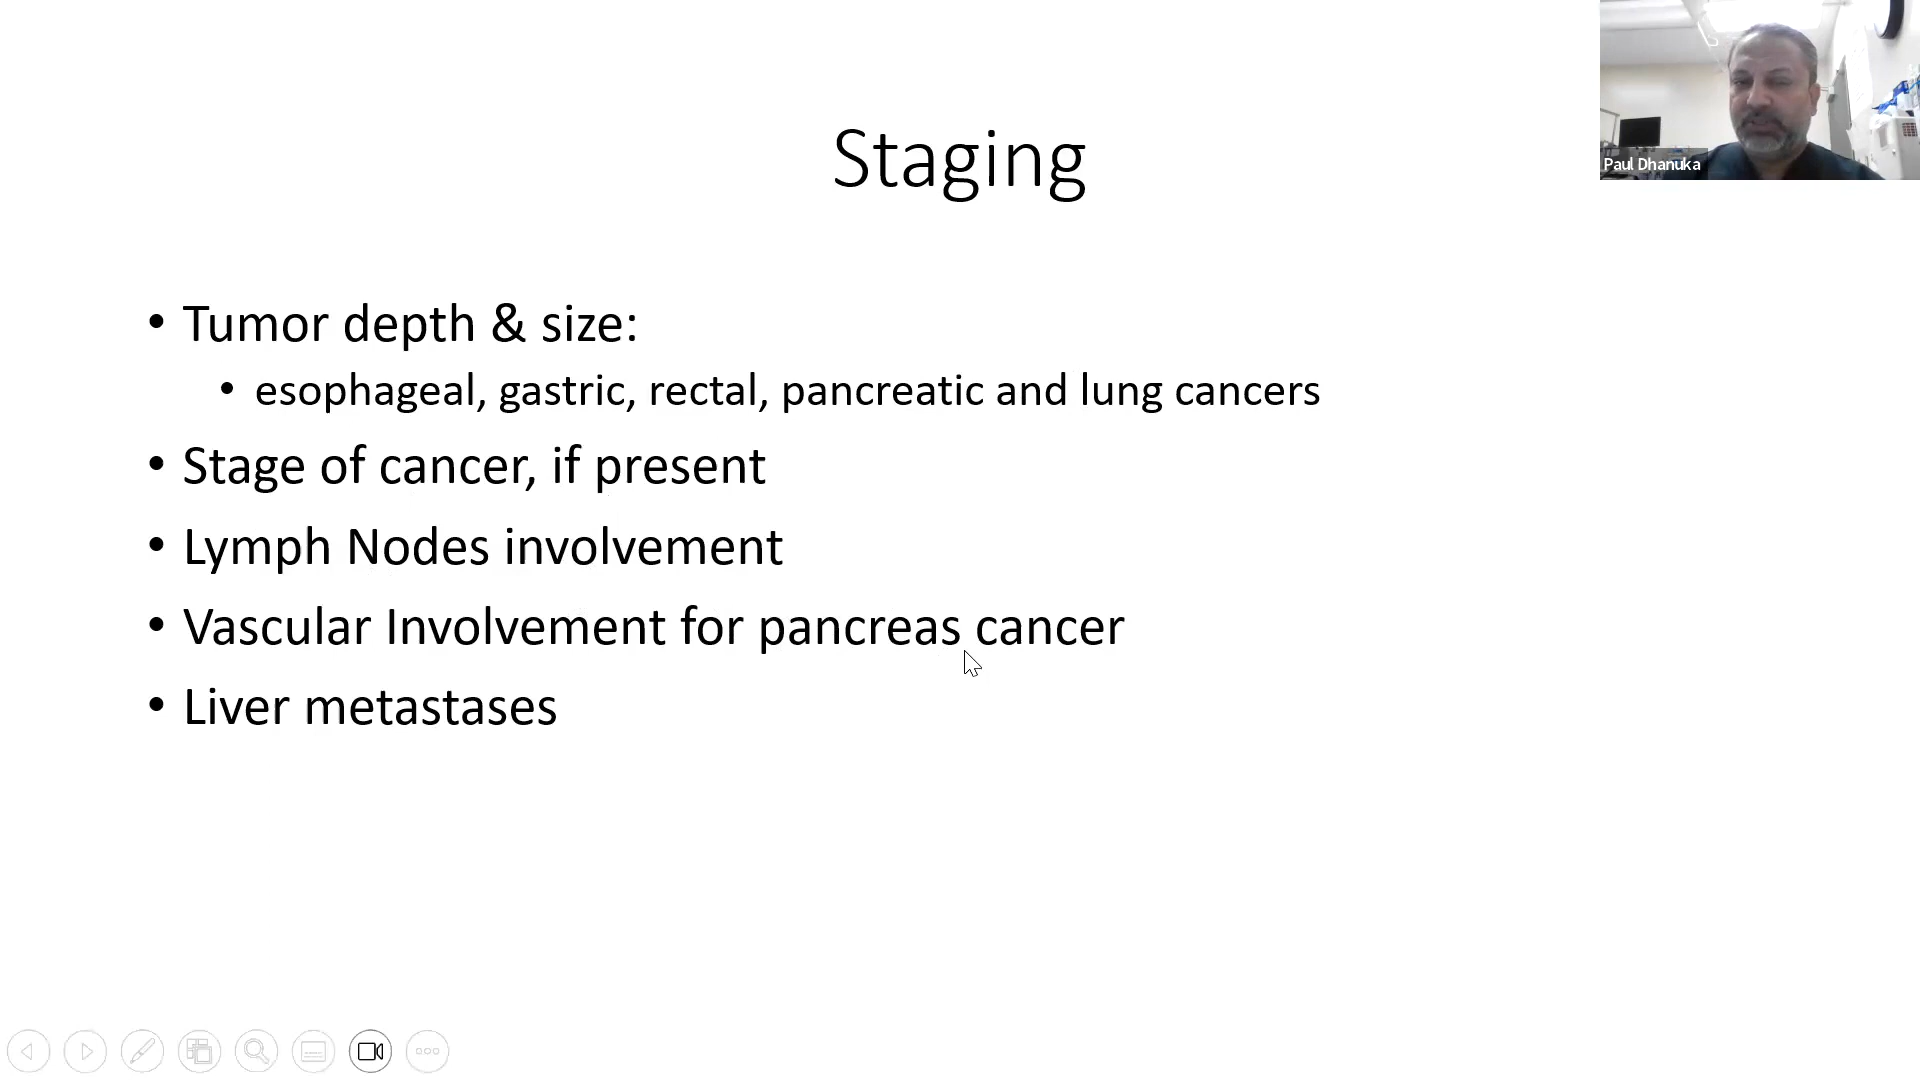 Staging
Paul Dhanuka
• Tumor depth & size:
• esophageal, gastric, rectal, pancreatic and lung cancers
• Stage of cancer, if present
• Lymph Nodes involvement
• Vascular Involvement for pancreas cancer
• Liver metastases